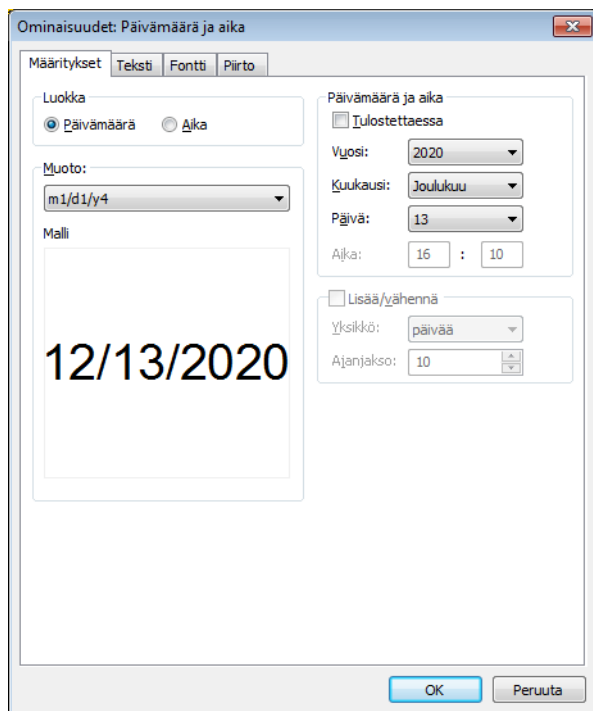 Ominaisuudet: Päivämäärä ja aika
Määritykset Teksti Fontti Piirto
Luokka
Päivämäärä Aika
Muoto:
m1/d1/y4
Malli
12/13/2020
Päivämäärä ja aika
Tulostettaessa
Vuosi: 2020
Kuukausi: Joulukuu
Päivä: 13
Aika: 16 : 10
Lisää/vähennä
Yksikkö: päivää
Ajanjakso: 10
OK Peruuta